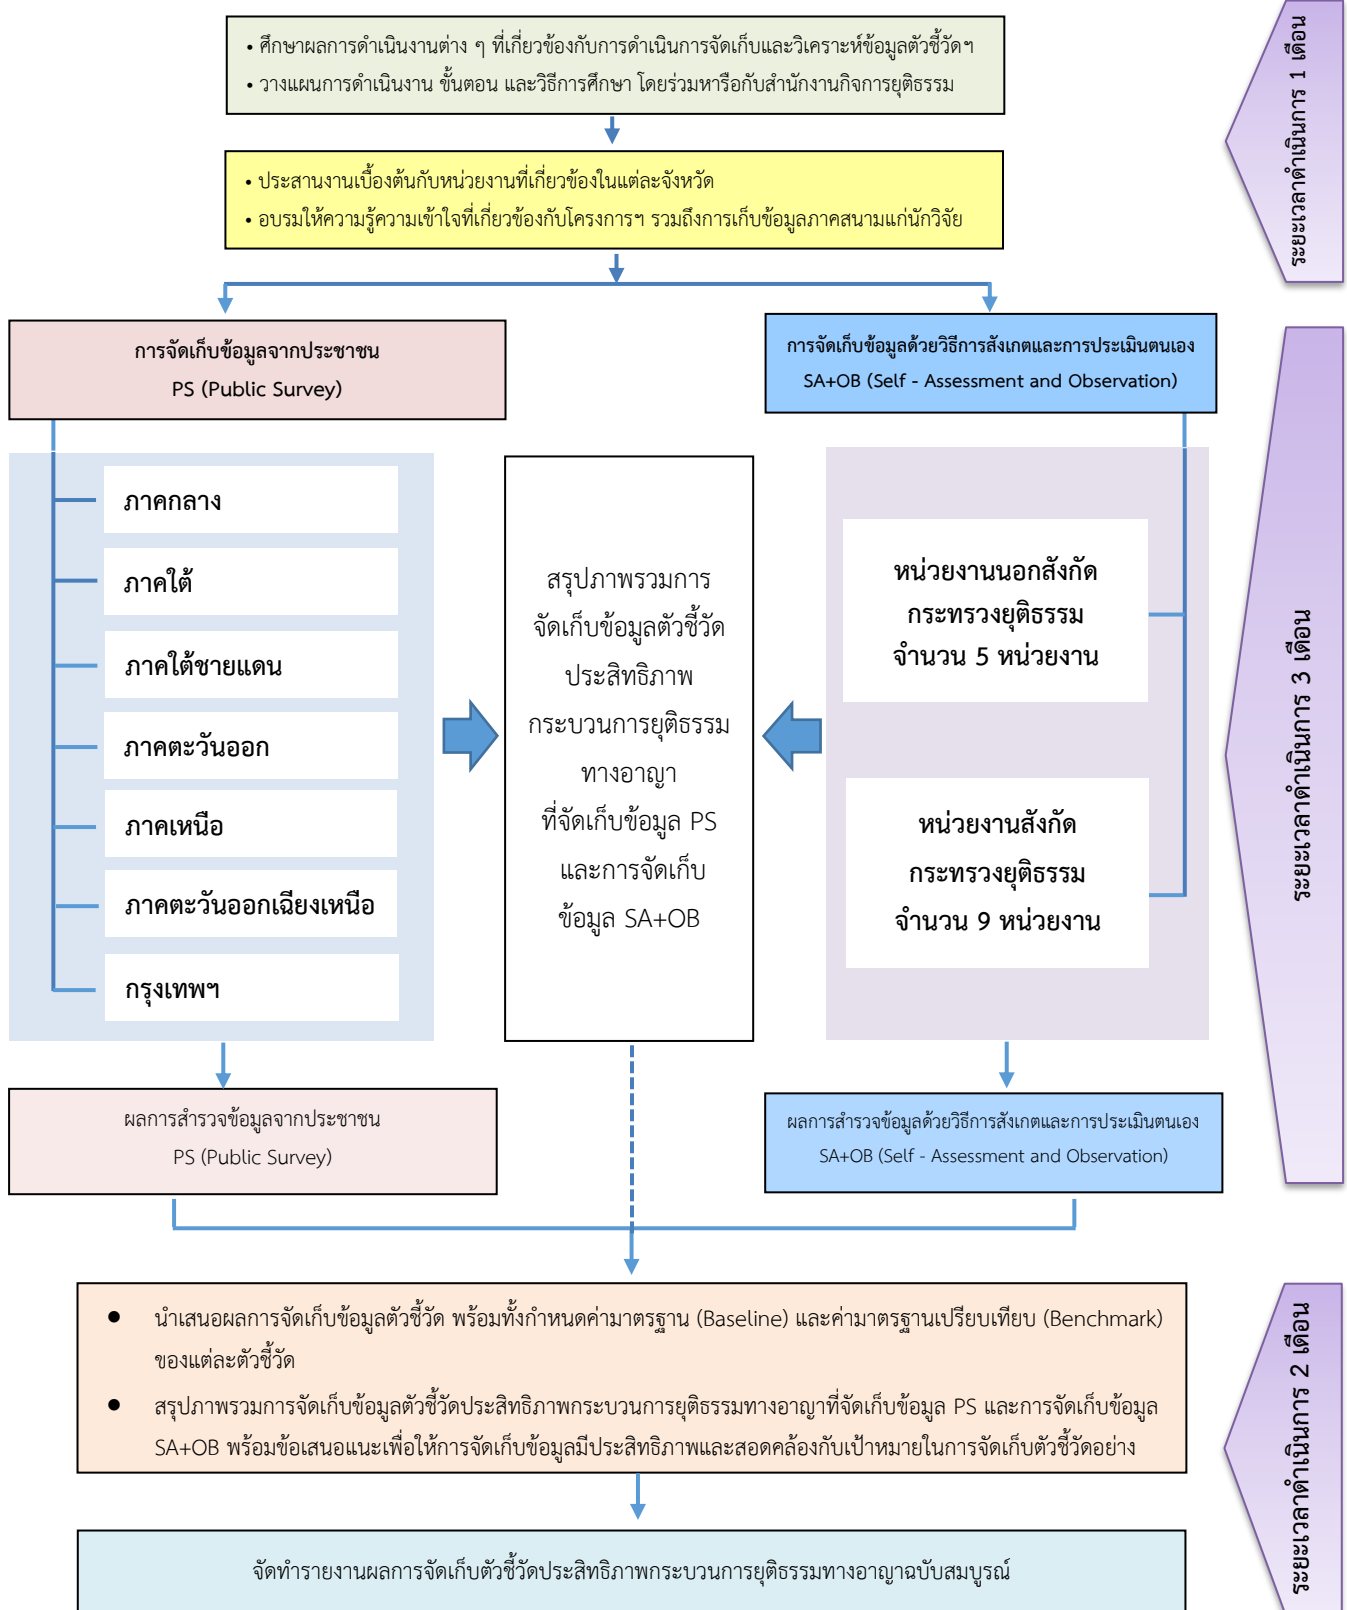 • ศึกษาผลการดำเนินงานต่าง ๆ ที่เกี่ยวข้องกับการดำเนินการจัดเก็บและวิเคราะห์ข้อมูลตัวชี้วัดฯ
• วางแผนการดำเนินงาน ขั้นตอน และวิธีการศึกษา โดยร่วมหารือกับสำนักงานกิจการยุติธรรม
ระยะเวลาดำเนินการ 1 เดือน
• ประสานงานเบื้องต้นกับหน่วยงานที่เกี่ยวข้องในแต่ละจังหวัด
• อบรมให้ความรู้ความเข้าใจที่เกี่ยวข้องกับโครงการฯ รวมถึงการเก็บข้อมูลภาคสนามแก่นักวิจัย
การจัดเก็บข้อมูลจากประชาชน
PS (Public Survey)
การจัดเก็บข้อมูลด้วยวิธีการสังเกตและการประเมินตนเอง
SA+OB (Self - Assessment and Observation)
ภาคกลาง
ภาคใต้
ภาคใต้ชายแดน
ภาคตะวันออก
ภาคเหนือ
ภาคตะวันออกเฉียงเหนือ
กรุงเทพฯ
สรุปภาพรวมการ
จัดเก็บข้อมูลตัวชี้วัด
ประสิทธิภาพ
กระบวนการยุติธรรม
ทางอาญา
ที่จัดเก็บข้อมูล PS
และการจัดเก็บ
ข้อมูล SA+OB
หน่วยงานนอกสังกัด
กระทรวงยุติธรรม
จำนวน 5 หน่วยงาน
หน่วยงานสังกัด
กระทรวงยุติธรรม
จำนวน 9 หน่วยงาน
ระยะเวลาดำเนินการ 3 เดือน
ผลการสำรวจข้อมูลจากประชาชน
PS (Public Survey)
ผลการสำรวจข้อมูลด้วยวิธีการสังเกตและการประเมินตนเอง
SA+OB (Self - Assessment and Observation)
● นำเสนอผลการจัดเก็บข้อมูลตัวชี้วัด พร้อมทั้งกำหนดค่ามาตรฐาน (Baseline) และค่ามาตรฐานเปรียบเทียบ (Benchmark)
ของแต่ละตัวชี้วัด
● สรุปภาพรวมการจัดเก็บข้อมูลตัวชี้วัดประสิทธิภาพกระบวนการยุติธรรมทางอาญาที่จัดเก็บข้อมูล PS และการจัดเก็บข้อมูล
SA+OB พร้อมข้อเสนอแนะเพื่อให้การจัดเก็บข้อมูลมีประสิทธิภาพและสอดคล้องกับเป้าหมายในการจัดเก็บตัวชี้วัดอย่าง
ระยะเวลาดำเนินการ 2 เดือน
จัดทำรายงานผลการจัดเก็บตัวชี้วัดประสิทธิภาพกระบวนการยุติธรรมทางอาญาฉบับสมบูรณ์